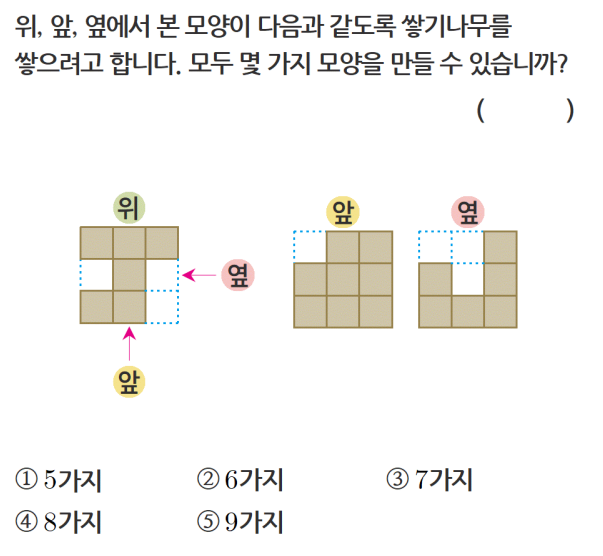 위, 앞, 옆에서 본 모양이 다음과 같도록 쌓기나무를
쌓으려고 합니다. 모두 몇 가지 모양을 만들 수 있습니까?
( )
위
앞
옆
옆
앞
① 5가지 ② 6가지 ③ 7가지
④ 8가지 ⑤ 9가지